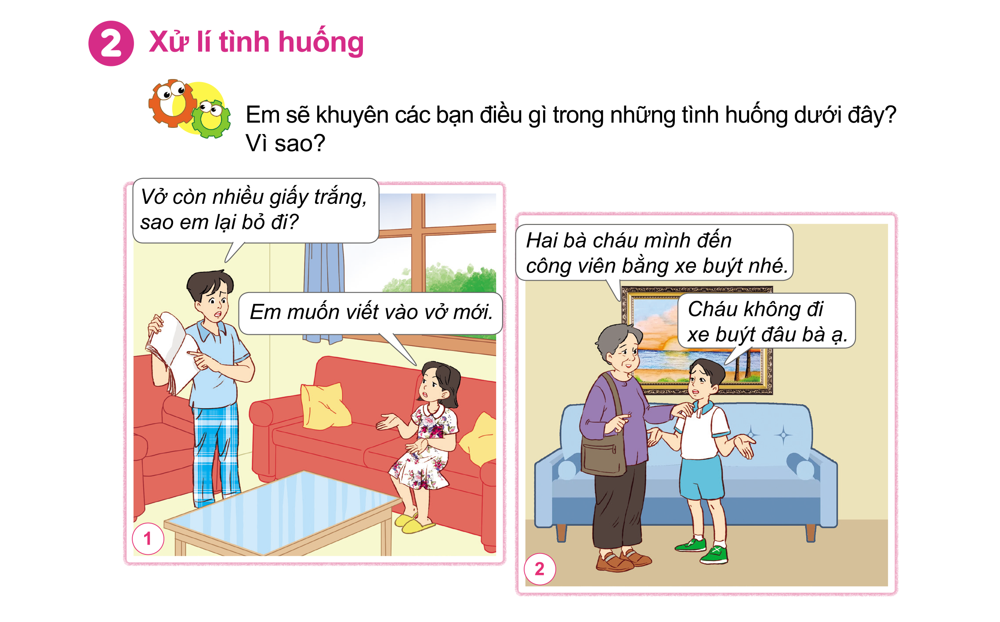 2 Xử lí tình huống
Em sẽ khuyên các bạn điều gì trong những tình huống dưới đây?
Vì sao?
Vở còn nhiều giấy trắng,
sao em lại bỏ đi?
Em muốn viết vào vở mới.
1
Hai bà cháu mình đến
công viên bằng xe buýt nhé.
Cháu không đi
xe buýt đâu bà ạ.
2